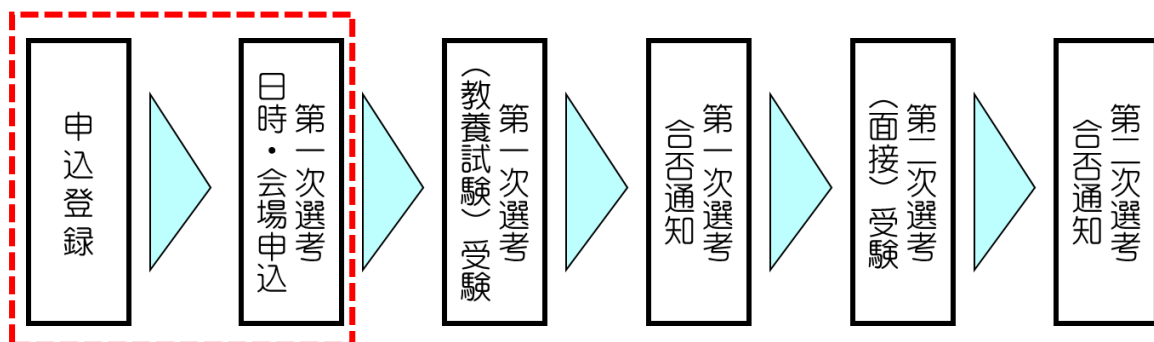 申込登録
第一次選考
日時・会場申込
第一次選考
（教養試験）受験
第一次選考
合否通知
第二次選考
（面接）受験
第二次選考
合否通知